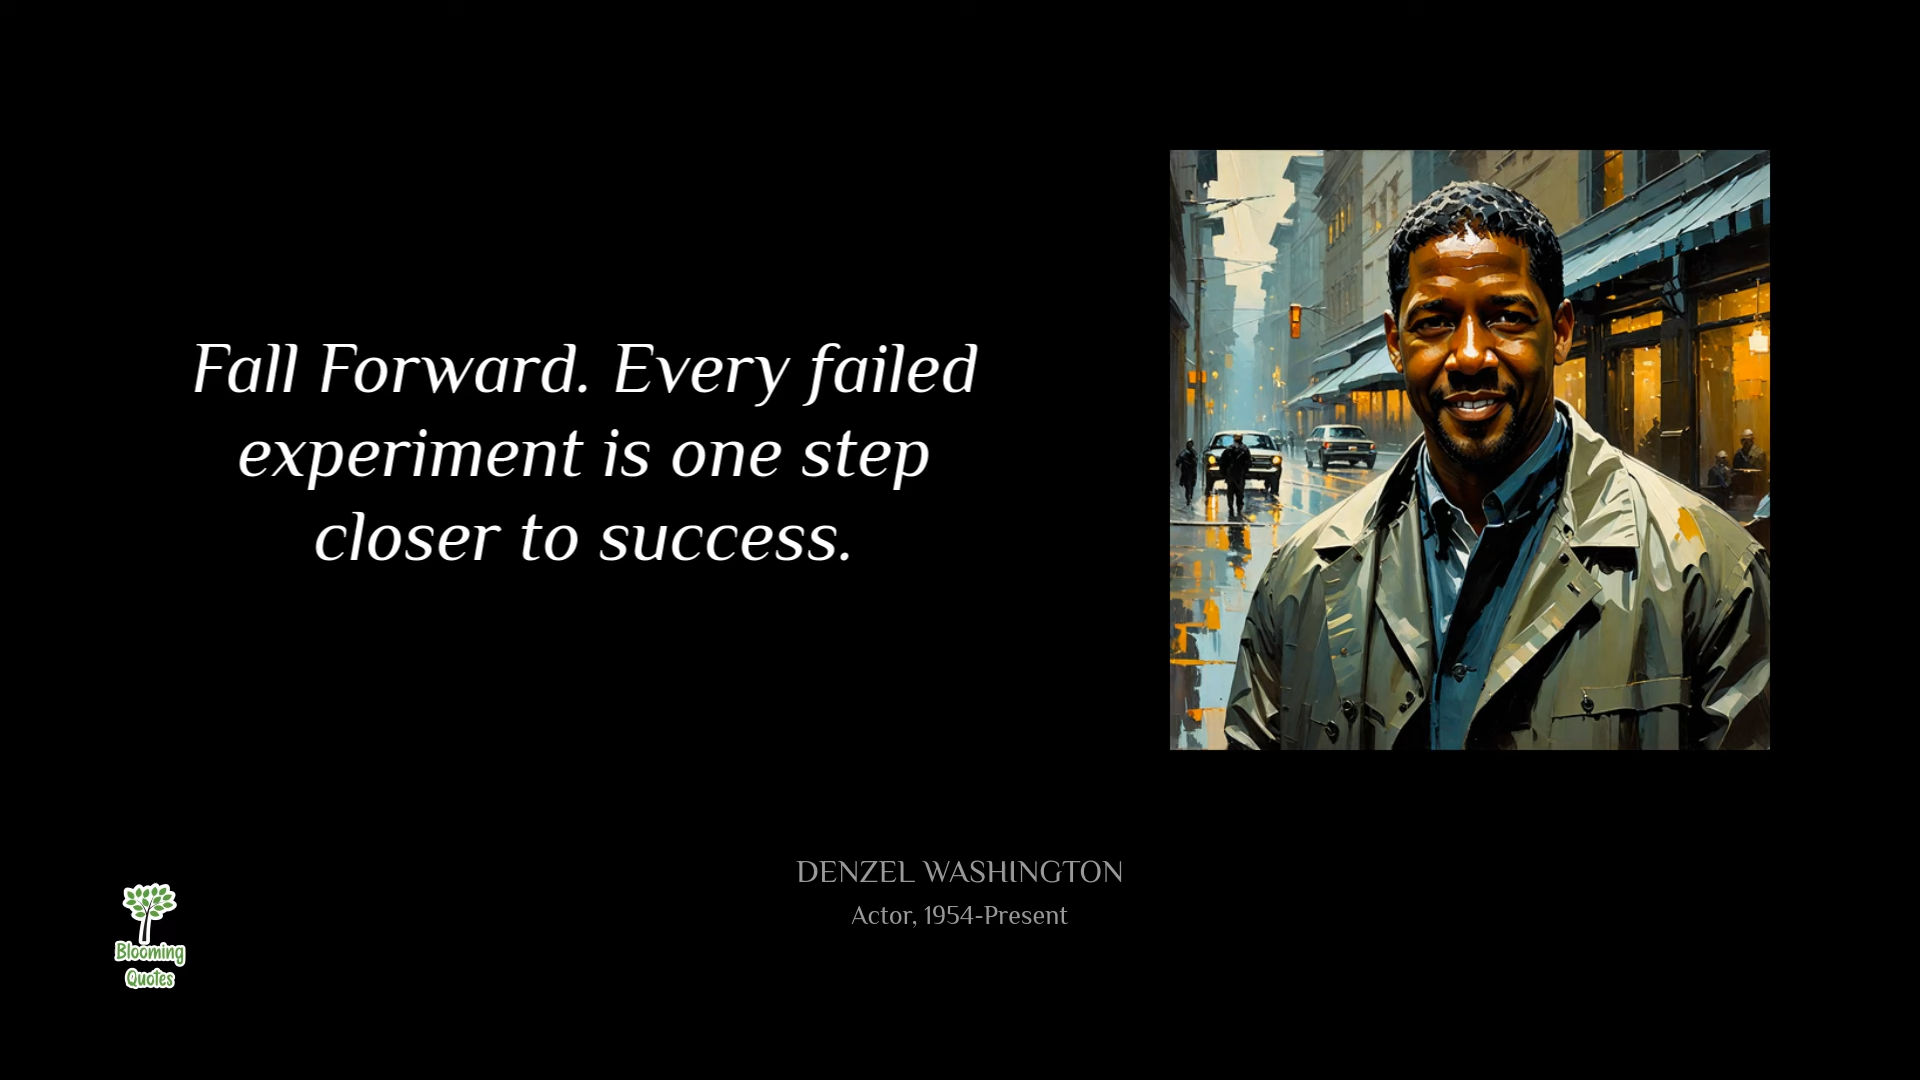 Fall Forward. Every failed
experiment is one step
closer to success.
DENZEL WASHINGTON
Actor, 1954-Present
Blooming
Quotes